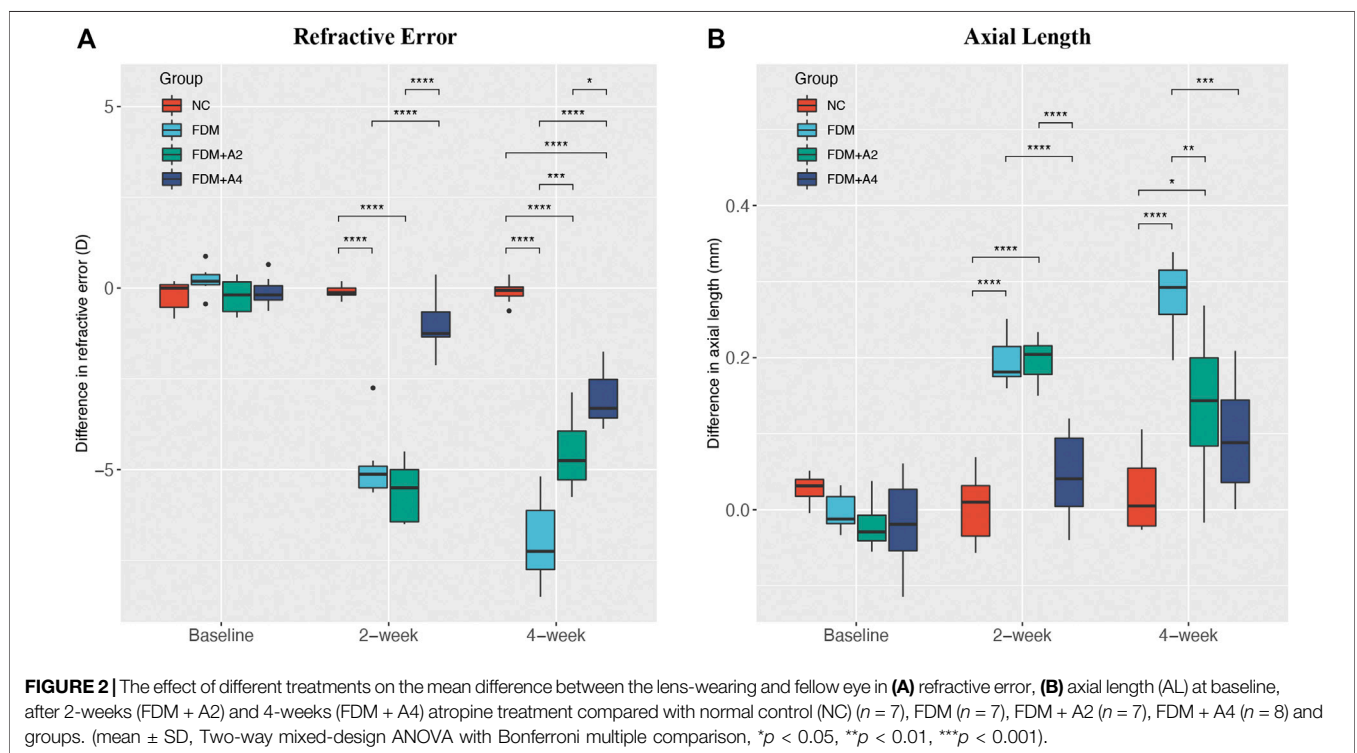 A
Refractive Error
Group
NC
FDM
FDM+A2
FDM+A4
Difference in refractive error (D)
5
0
−5
****
****
****
****
*
****
****
***
****
****
Baseline
2−week
4−week
B
Axial Length
Group
NC
FDM
FDM+A2
FDM+A4
Difference in axial length (mm)
0.4
0.2
0.0
****
****
****
****
***
**
*
****
Baseline
2−week
4−week
FIGURE 2 | The effect of different treatments on the mean difference between the lens-wearing and fellow eye in (A) refractive error, (B) axial length (AL) at baseline,
after 2-weeks (FDM + A2) and 4-weeks (FDM + A4) atropine treatment compared with normal control (NC) (n = 7), FDM (n = 7), FDM + A2 (n = 7), FDM + A4 (n = 8) and
groups. (mean ± SD, Two-way mixed-design ANOVA with Bonferroni multiple comparison, *p < 0.05, **p < 0.01, ***p < 0.001).